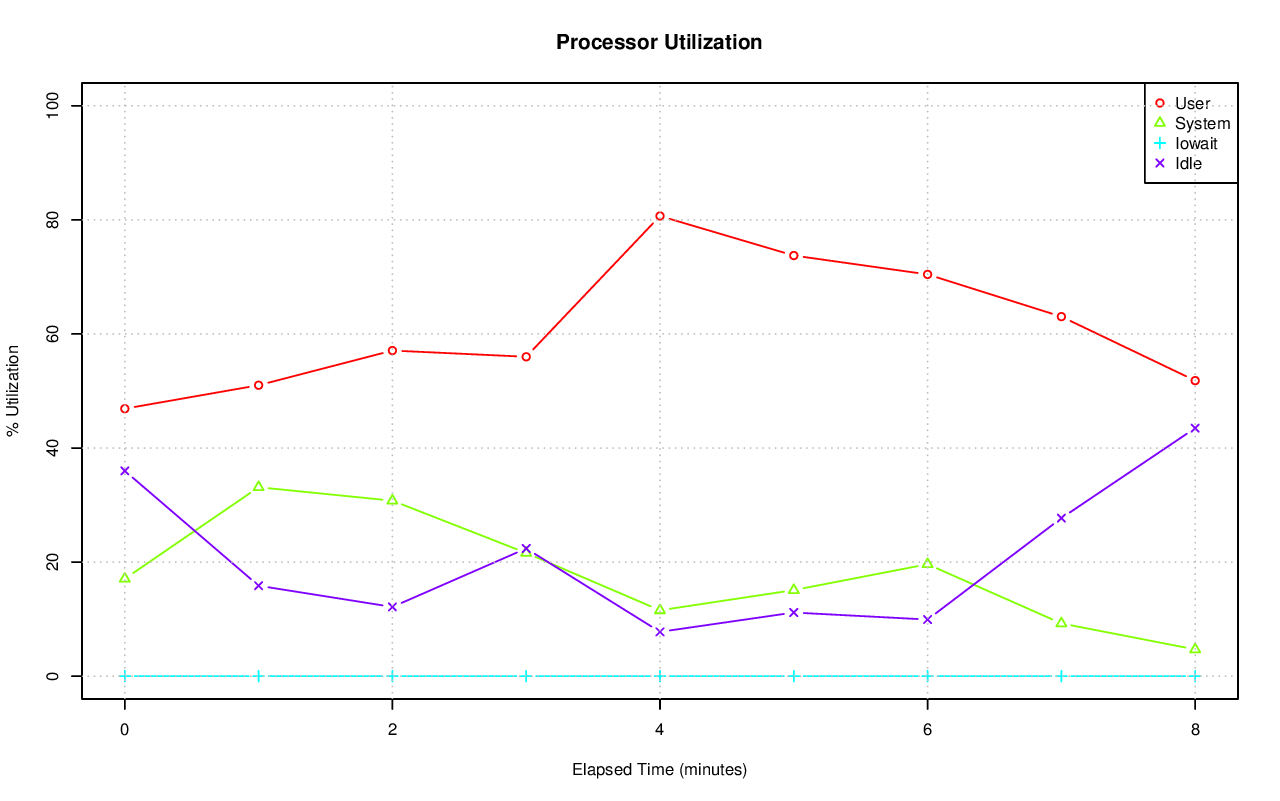 Processor Utilization
User
System
Iowait
Idle
100
80
60
40
20
0
% Utilization
0 2 4 6 8
Elapsed Time (minutes)